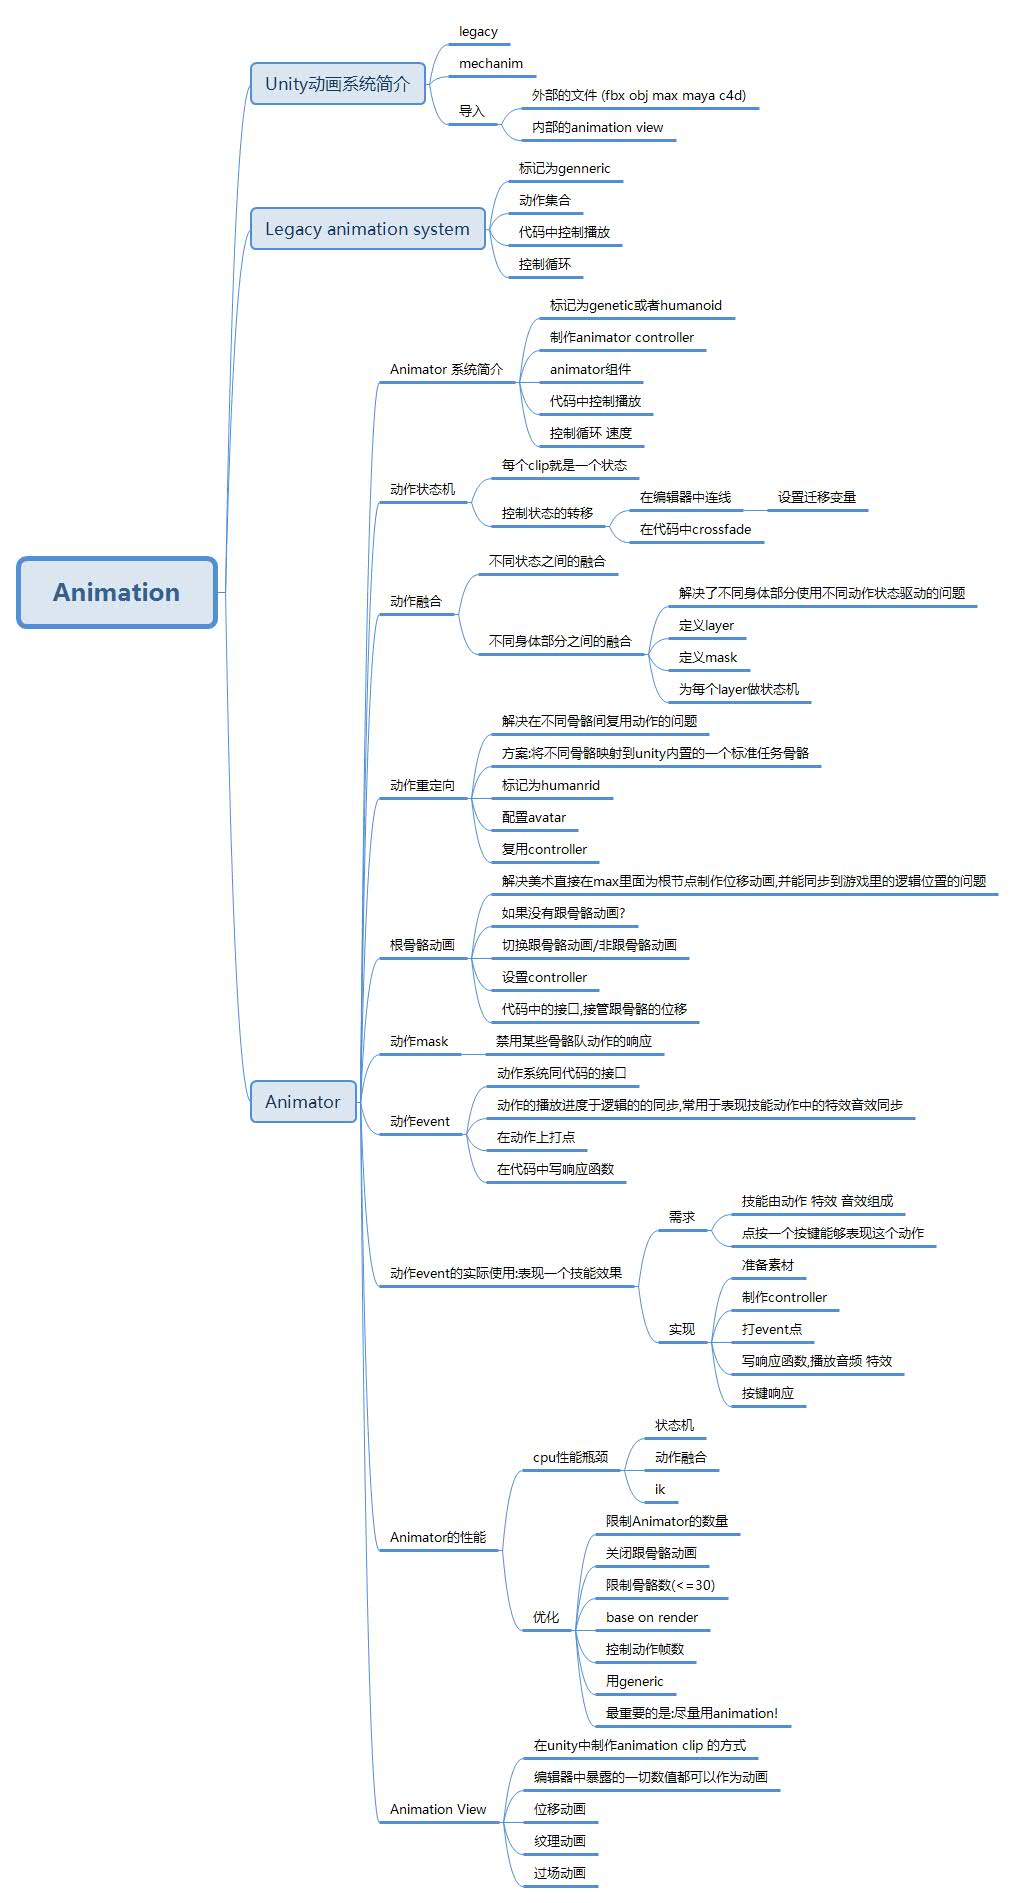 legacy
mechanim
Unity动画系统简介
导入
外部的文件 (fbx obj max maya c4d)
内部的animation view
标记为genneric
动作集合
Legacy animation system
代码中控制播放
控制循环
标记为genetic或者humanoid
制作animator controller
Animator 系统简介
animator组件
代码中控制播放
控制循环 速度
每个clip就是一个状态
动作状态机
控制状态的转移
在编辑器中连线
设置迁移变量
在代码中crossfade
不同状态之间的融合
Animation
动作融合
不同身体部分之间的融合
解决了不同身体部分使用不同动作状态驱动的问题
定义layer
定义mask
为每个layer做状态机
解决在不同骨骼间复用动作的问题
方案:将不同骨骼映射到unity内置的一个标准任务骨骼
动作重定向
标记为humanrid
配置avatar
复用controller
解决美术直接在max里面为根节点制作位移动画,并能同步到游戏里的逻辑位置的问题
如果没有跟骨骼动画?
根骨骼动画
切换跟骨骼动画/非跟骨骼动画
设置controller
代码中的接口,接管跟骨骼的位移
动作mask
禁用某些骨骼队动作的响应
Animator
动作系统同代码的接口
动作的播放进度于逻辑的的同步,常用于表现技能动作中的特效音效同步
动作event
在动作上打点
在代码中写响应函数
动作event的实际使用:表现一个技能效果
需求
技能由动作 特效 音效组成
点按一个按键能够表现这个动作
实现
准备素材
制作controller
打event点
写响应函数,播放音频 特效
按键响应
Animator的性能
cpu性能瓶颈
状态机
动作融合
ik
优化
限制Animator的数量
关闭跟骨骼动画
限制骨骼数(<=30)
base on render
控制动作帧数
用generic
最重要的是:尽量用animation!
在unity中制作animation clip 的方式
编辑器中暴露的一切数值都可以作为动画
Animation View
位移动画
纹理动画
过场动画